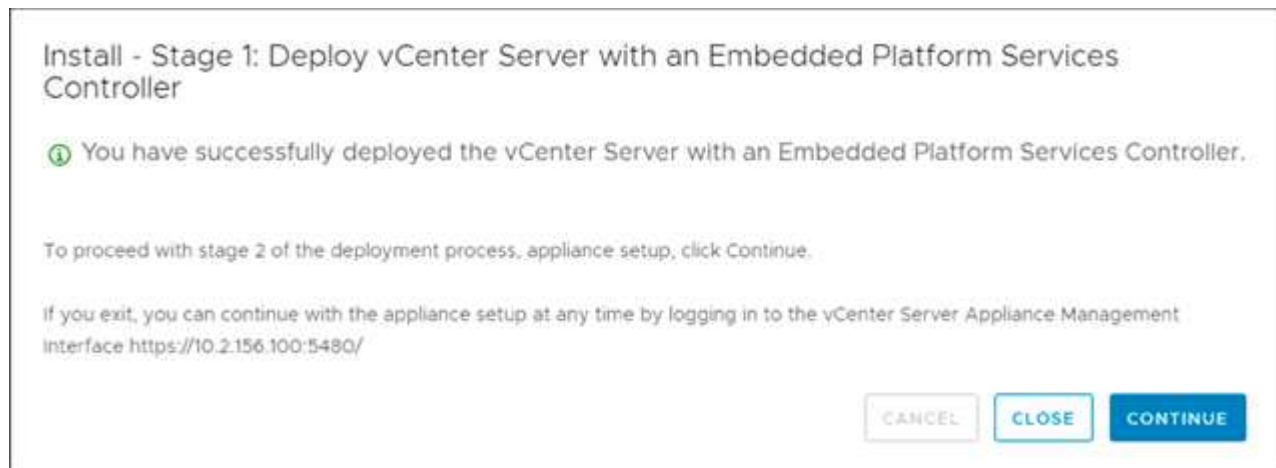 Install - Stage 1: Deploy vCenter Server with an Embedded Platform Services
Controller
You have successfully deployed the vCenter Server with an Embedded Platform Services Controller.
To proceed with stage 2 of the deployment process, appliance setup, click Continue.
If you exit, you can continue with the appliance setup at any time by logging in to the vCenter Server Appliance Management
Interface https://10.2.156.100:5480/
CANCEL CLOSE CONTINUE